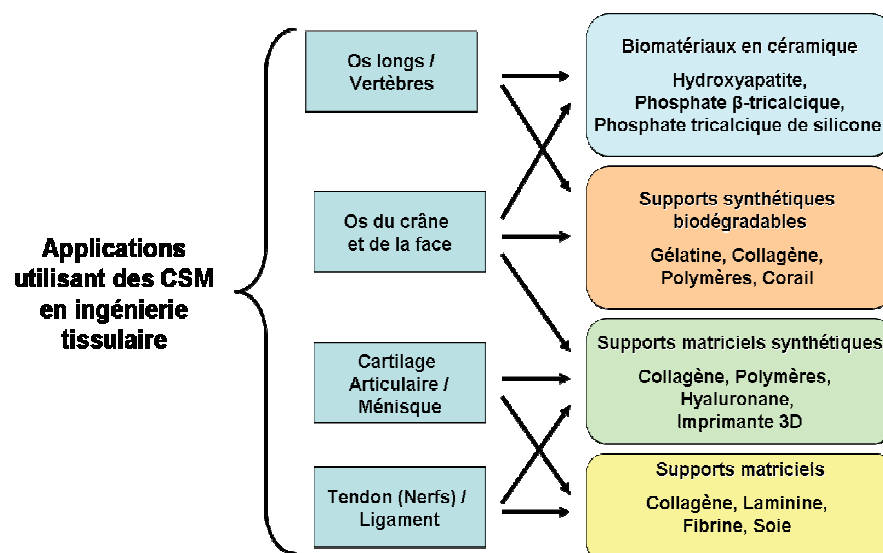 Applications
utilisant des CSM
en ingénierie
tissulaire
Os longs /
Vertèbres
Os du crâne
et de la face
Cartilage
Articulaire /
Ménisque
Tendon (Nerfs) /
Ligament
Biomatériaux en céramique
Hydroxyapatite,
Phosphate β-tricalcique,
Phosphate tricalcique de silicone
Supports synthétiques
biodégradables
Gélatine, Collagène,
Polymères, Corail
Supports matriciels synthétiques
Collagène, Polymères,
Hyaluronane,
Imprimante 3D
Supports matriciels
Collagène, Laminine,
Fibrine, Soie